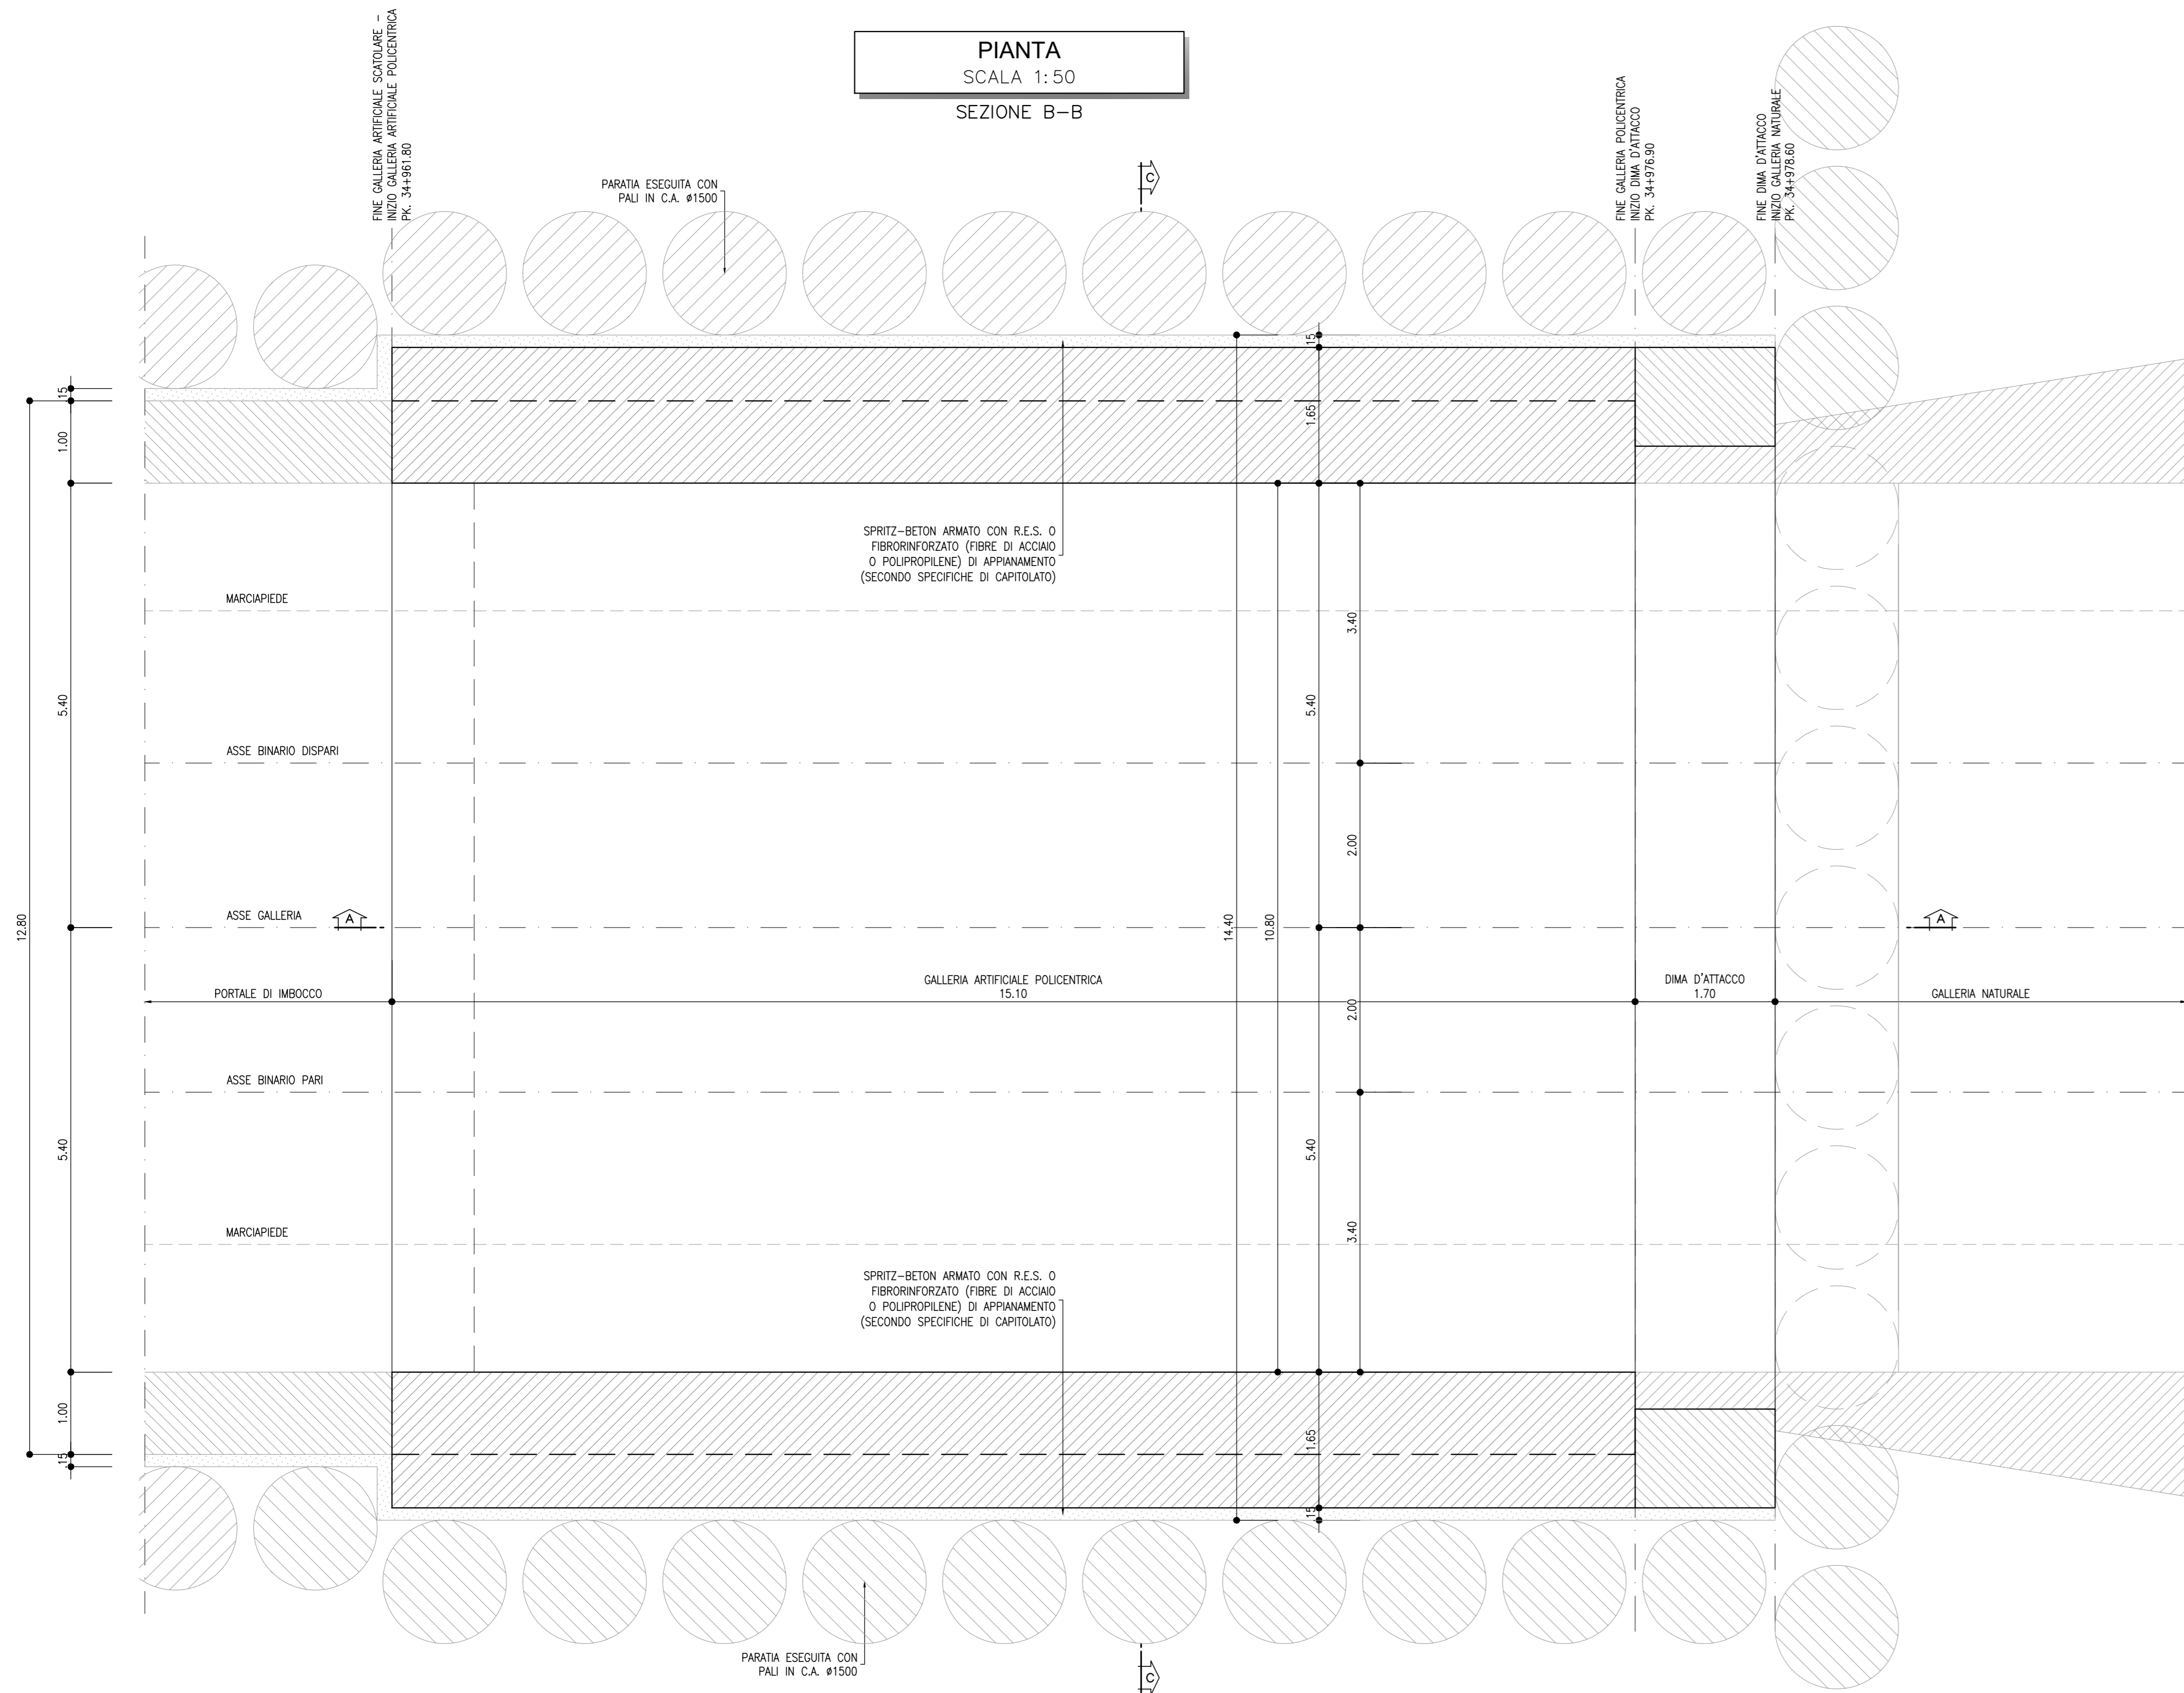 PIANTA
SCALA 1:50
SEZIONE B-B
FINE GALLERIA ARTIFICIALE SCATOLARE -
INIZIO GALLERIA ARTIFICIALE POLICENTRICA
PK. 34+961.80
FINE GALLERIA POLICENTRICA
INIZIO DIMA D'ATTACCO
PK. 34+976.90
FINE DIMA D'ATTACCO
INIZIO GALLERIA NATURALE
PK. 34+978.60
PARATIA ESEGUITA CON
PALI IN C.A. ø1500
C
15
15
1.00
1.65
SPRITZ-BETON ARMATO CON R.E.S. O
FIBRORINFORZATO (FIBRE DI ACCIAIO
O POLIPROPILENE) DI APPIANAMENTO
(SECONDO SPECIFICHE DI CAPITOLATO)
MARCIAPIEDE
3.40
5.40
5.40
ASSE BINARIO DISPARI
2.00
12.80
ASSE GALLERIA
A
14.40
10.80
A
PORTALE DI IMBOCCO
GALLERIA ARTIFICIALE POLICENTRICA
15.10
DIMA D'ATTACCO
1.70
GALLERIA NATURALE
2.00
ASSE BINARIO PARI
5.40
5.40
MARCIAPIEDE
3.40
SPRITZ-BETON ARMATO CON R.E.S. O
FIBRORINFORZATO (FIBRE DI ACCIAIO
O POLIPROPILENE) DI APPIANAMENTO
(SECONDO SPECIFICHE DI CAPITOLATO)
1.00
1.65
15
15
PARATIA ESEGUITA CON
PALI IN C.A. ø1500
C